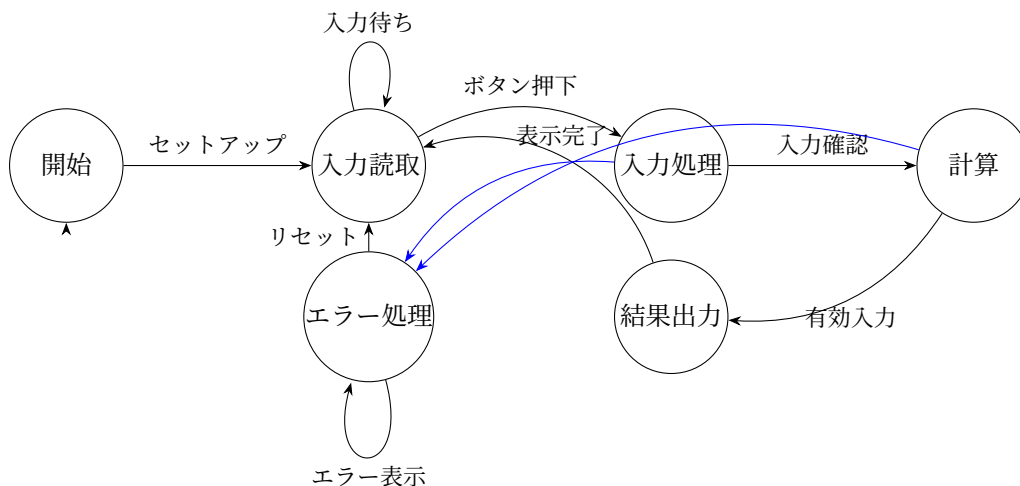 入力待ち
ボタン押下
セットアップ
表示完了
入力確認
開始
入力読取
入力処理
計算
リセット
エラー処理
結果出力
有効入力
エラー表示